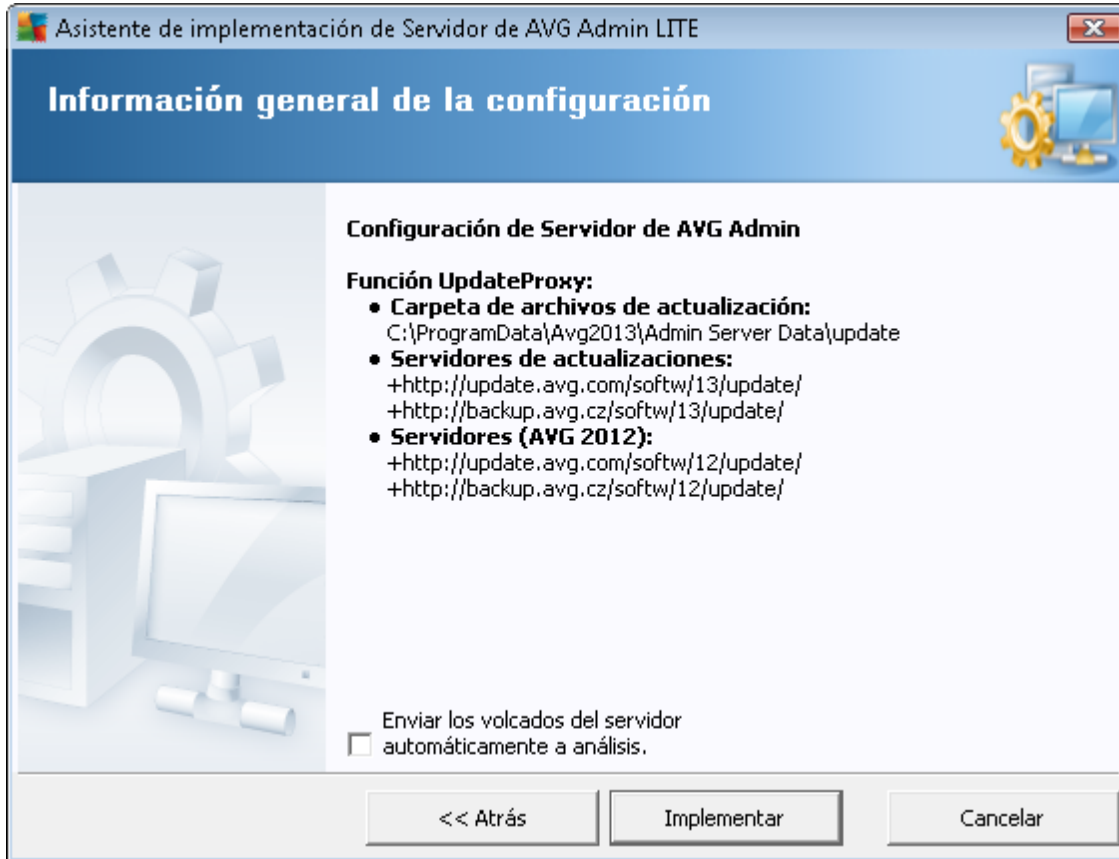 Asistente de implementación de Servidor de AVG Admin LITE
Información general de la configuración
Configuración de Servidor de AVG Admin
Función UpdateProxy:
• Carpeta de archivos de actualización:
C:\ProgramData\Avg2013\Admin Server Data\update
• Servidores de actualizaciones:
+http://update.avg.com/softw/13/update/
+http://backup.avg.cz/softw/13/update/
• Servidores (AVG 2012):
+http://update.avg.com/softw/12/update/
+http://backup.avg.cz/softw/12/update/
Enviar los volcados del servidor
automáticamente a análisis.
<< Atrás
Implementar
Cancelar